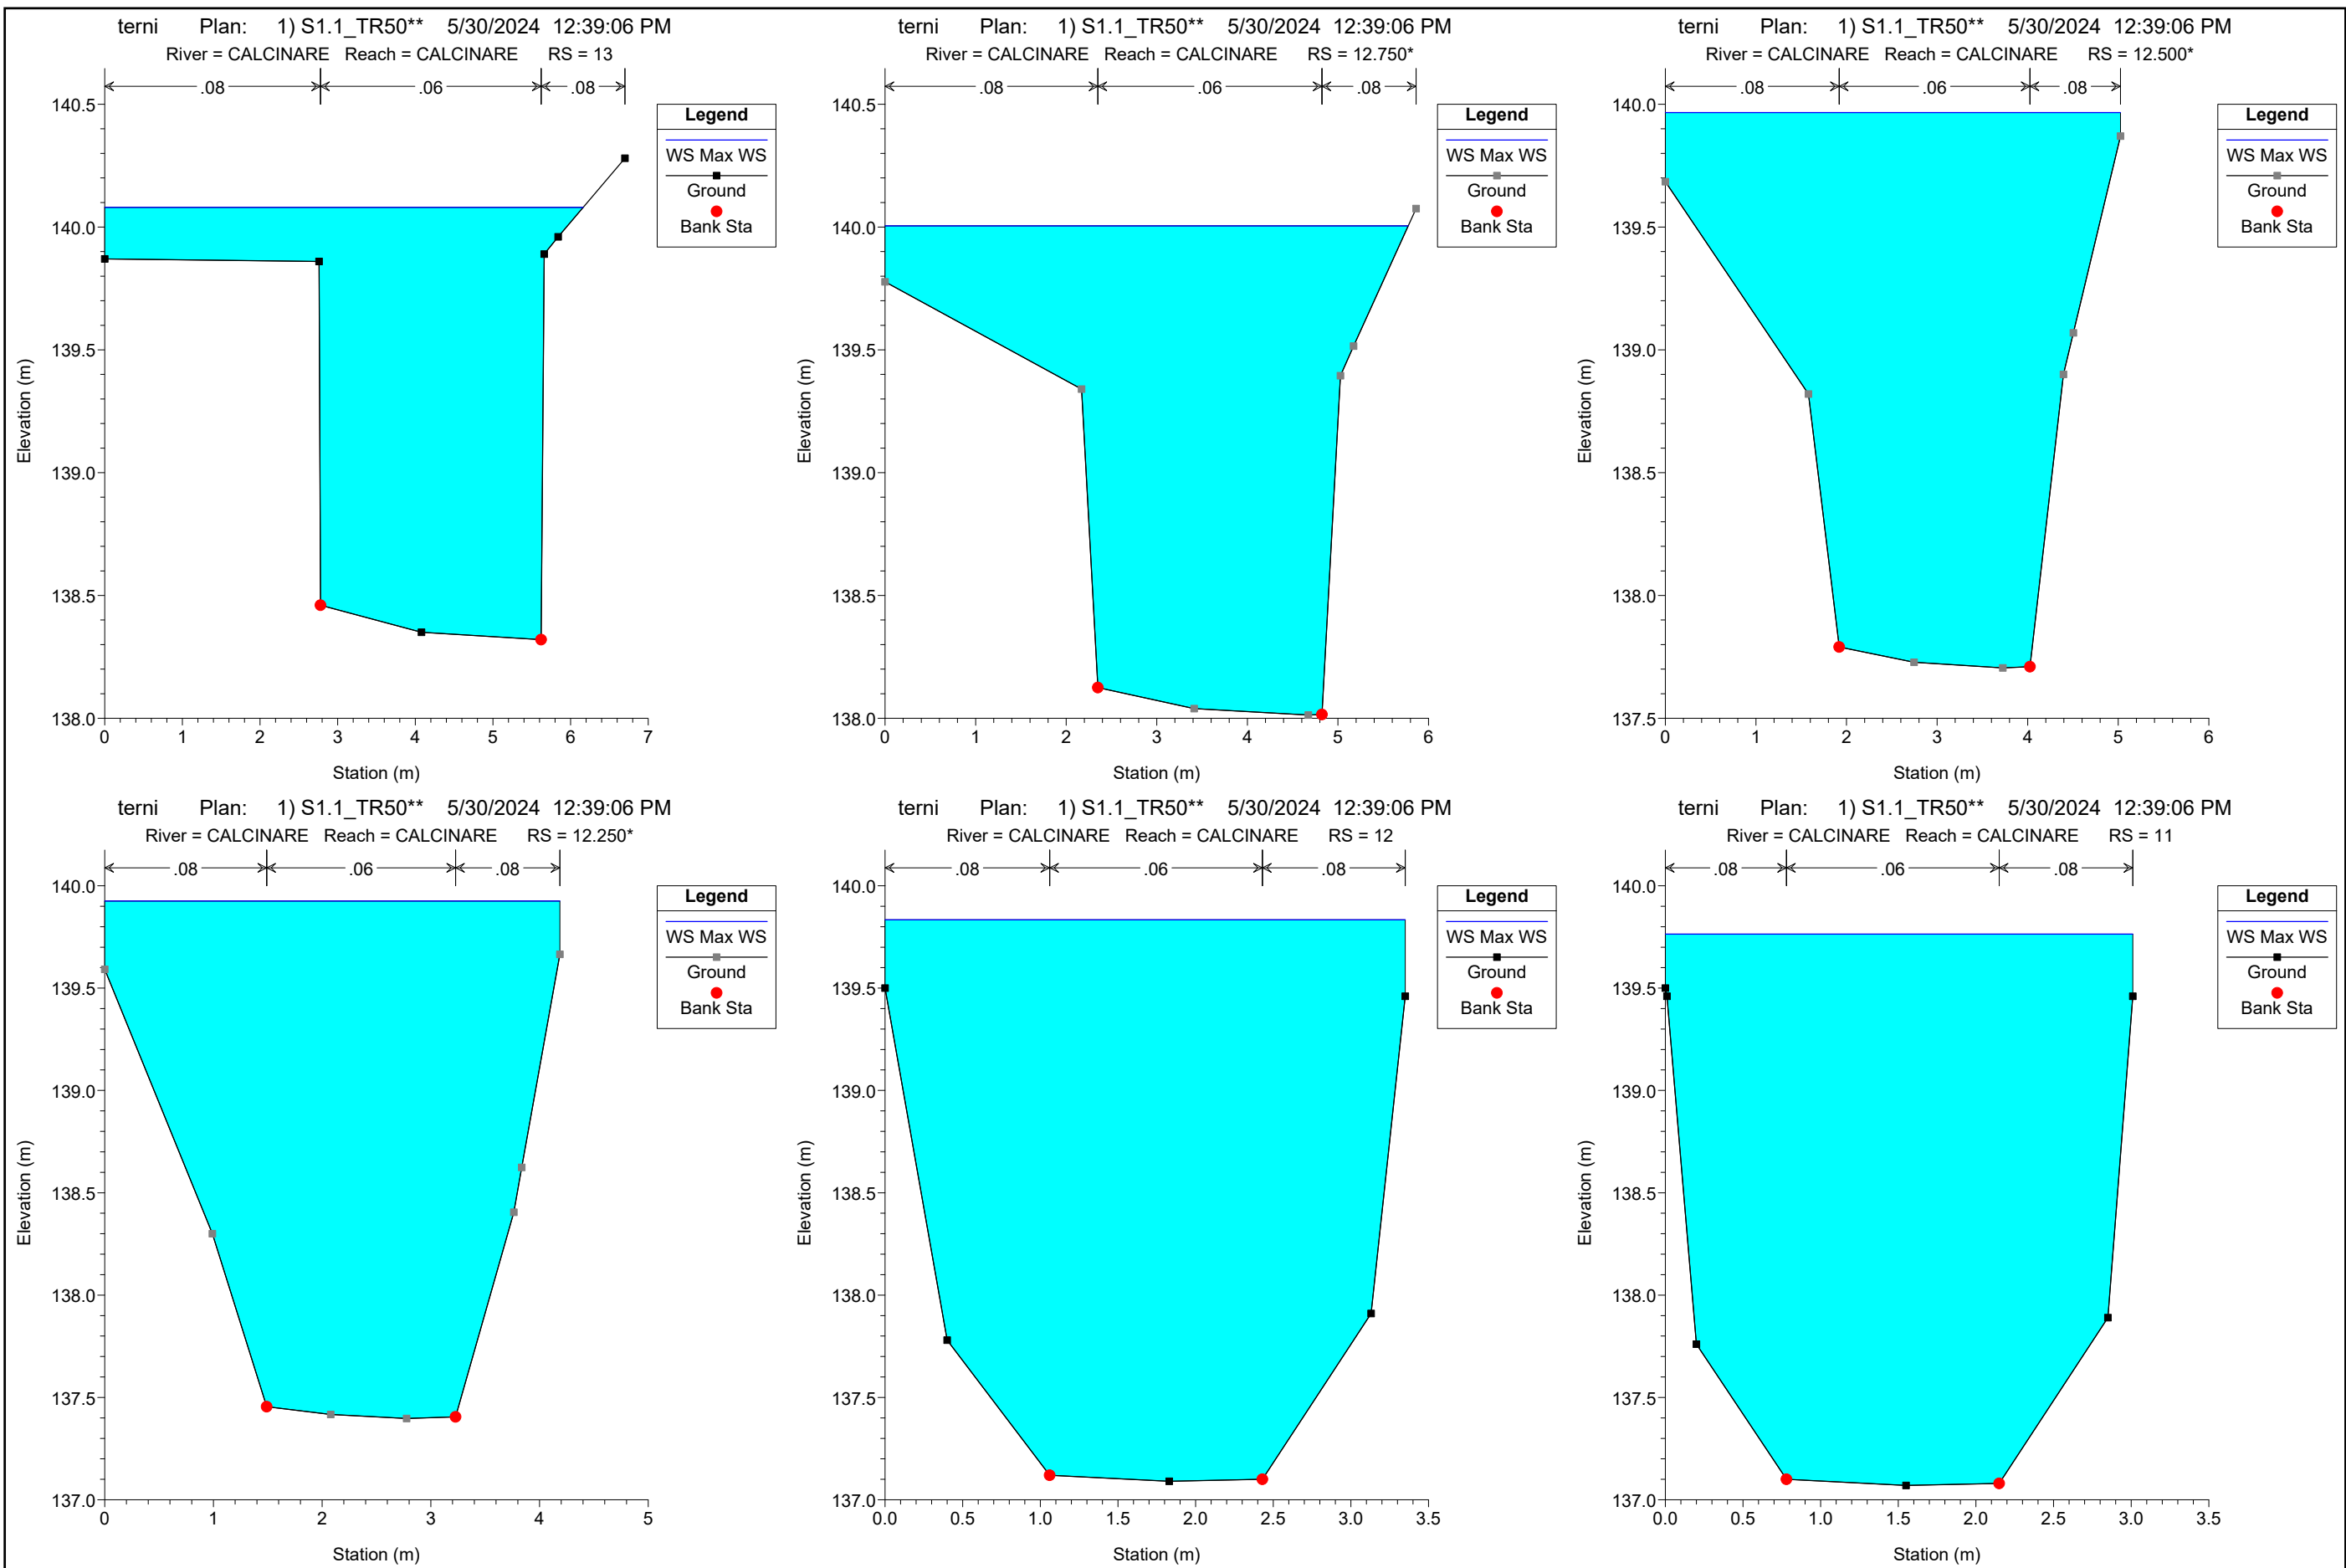 terni Plan: 1) S1.1_TR50** 5/30/2024 12:39:06 PM
River = CALCINARE Reach = CALCINARE RS = 13
.08 .06 .08
140.5
140.0
139.5
139.0
138.5
138.0
0 1 2 3 4 5 6 7
Station (m)
Elevation (m)
Legend
WS Max WS
Ground
Bank Sta
terni Plan: 1) S1.1_TR50** 5/30/2024 12:39:06 PM
River = CALCINARE Reach = CALCINARE RS = 12.750*
.08 .06 .08
140.5
140.0
139.5
139.0
138.5
138.0
0 1 2 3 4 5 6
Station (m)
Elevation (m)
Legend
WS Max WS
Ground
Bank Sta
terni Plan: 1) S1.1_TR50** 5/30/2024 12:39:06 PM
River = CALCINARE Reach = CALCINARE RS = 12.500*
.08 .06 .08
140.0
139.5
139.0
138.5
138.0
137.5
0 1 2 3 4 5 6
Station (m)
Elevation (m)
Legend
WS Max WS
Ground
Bank Sta
terni Plan: 1) S1.1_TR50** 5/30/2024 12:39:06 PM
River = CALCINARE Reach = CALCINARE RS = 12.250*
.08 .06 .08
140.0
139.5
139.0
138.5
138.0
137.5
137.0
0 1 2 3 4 5
Station (m)
Elevation (m)
Legend
WS Max WS
Ground
Bank Sta
terni Plan: 1) S1.1_TR50** 5/30/2024 12:39:06 PM
River = CALCINARE Reach = CALCINARE RS = 12
.08 .06 .08
140.0
139.5
139.0
138.5
138.0
137.5
137.0
0.0 0.5 1.0 1.5 2.0 2.5 3.0 3.5
Station (m)
Elevation (m)
Legend
WS Max WS
Ground
Bank Sta
terni Plan: 1) S1.1_TR50** 5/30/2024 12:39:06 PM
River = CALCINARE Reach = CALCINARE RS = 11
.08 .06 .08
140.0
139.5
139.0
138.5
138.0
137.5
137.0
0.0 0.5 1.0 1.5 2.0 2.5 3.0 3.5
Station (m)
Elevation (m)
Legend
WS Max WS
Ground
Bank Sta